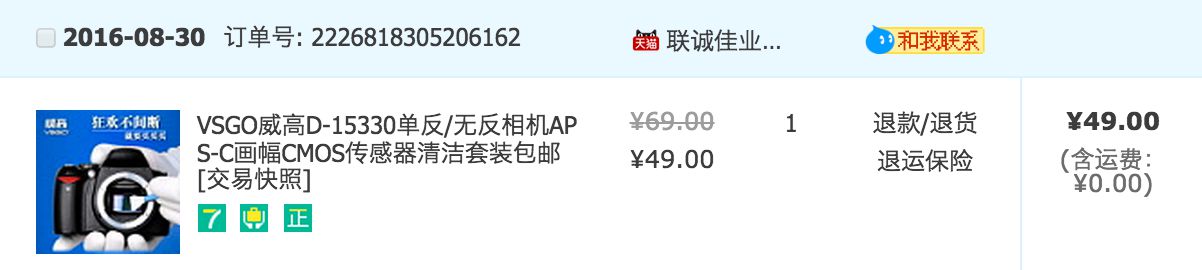 2016-08-30 订单号: 2226818305206162
天猫 联诚佳业...
和我联系
威高
VSGO
狂欢不间断
VSGO威高D-15330单反/无反相机AP
S-C画幅CMOS传感器清洁套装包邮
[交易快照]
7 正
¥69.00
¥49.00
1
退款/退货
退运保险
¥49.00
(含运费:
¥0.00)